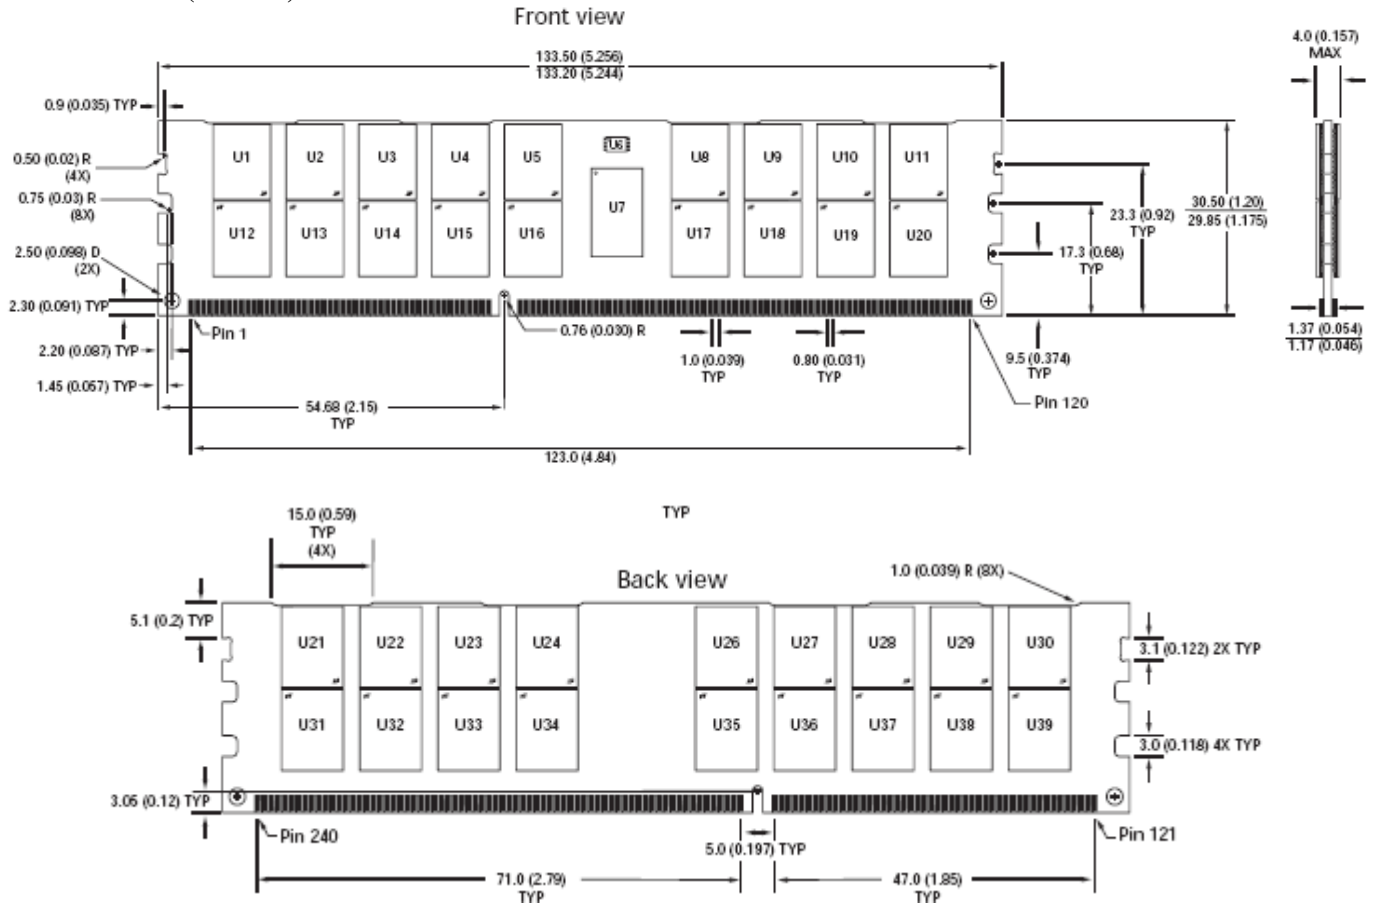 Front view
133.50 (5.256)
133.20 (5.244)
4.0 (0.157)
MAX
0.9 (0.035) TYP
0.50 (0.02) R
(4X)
0.75 (0.03) R
(8X)
2.50 (0.098) D
(2X)
2.30 (0.091) TYP
2.20 (0.087) TYP
1.45 (0.057) TYP
U1 U2 U3 U4 U5 U6 U8 U9 U10 U11
U7
U12 U13 U14 U15 U16 U17 U18 U19 U20
23.3 (0.92)
TYP
17.3 (0.68)
TYP
30.50 (1.20)
29.85 (1.175)
Pin 1
0.76 (0.030) R
1.0 (0.039)
TYP
0.80 (0.031)
TYP
9.5 (0.374)
TYP
1.37 (0.054)
1.17 (0.046)
Pin 120
54.68 (2.15)
TYP
123.0 (4.84)
TYP
15.0 (0.59)
TYP
(4X)
Back view
1.0 (0.039) R (8X)
5.1 (0.2) TYP
U21 U22 U23 U24 U26 U27 U28 U29 U30
3.1 (0.122) 2X TYP
U31 U32 U33 U34 U35 U36 U37 U38 U39
3.0 (0.118) 4X TYP
3.05 (0.12) TYP
Pin 240
5.0 (0.197) TYP
Pin 121
71.0 (2.79)
TYP
47.0 (1.85)
TYP